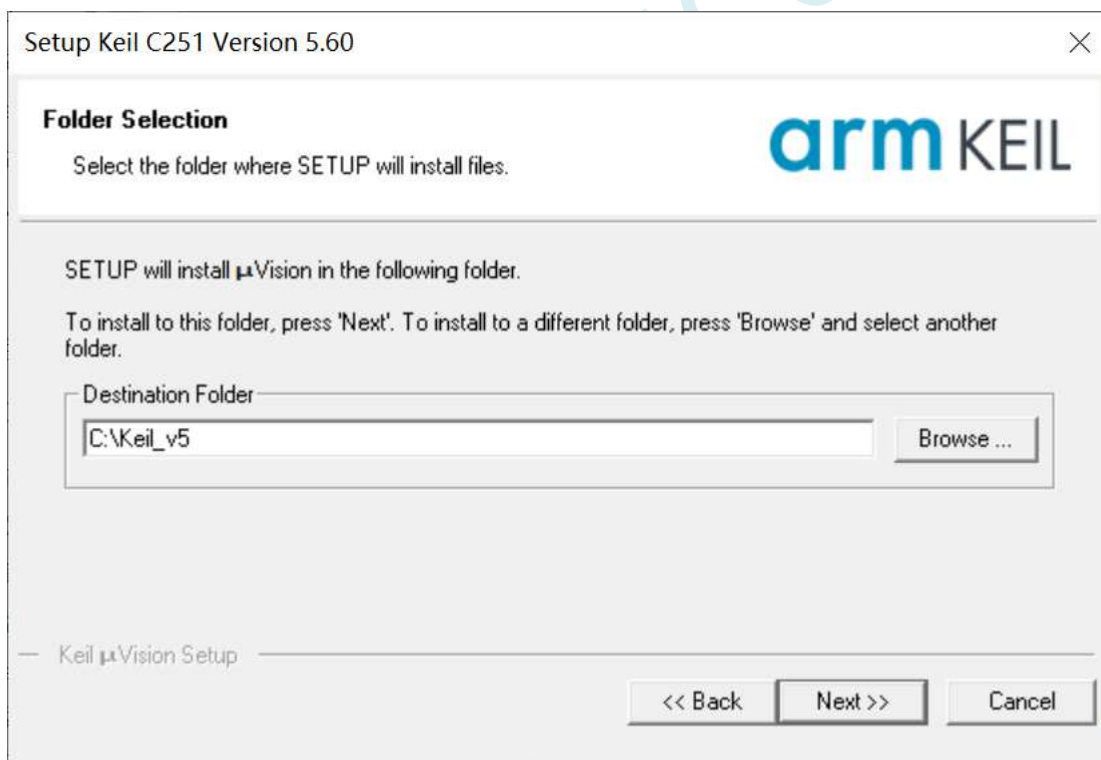 Setup Keil C251 Version 5.60
Folder Selection
Select the folder where SETUP will install files.
arm KEIL
SETUP will install µVision in the following folder.
To install to this folder, press 'Next'. To install to a different folder, press 'Browse' and select another
folder.
Destination Folder
C:\Keil_v5
Browse ...
Keil µVision Setup
<< Back
Next >>
Cancel